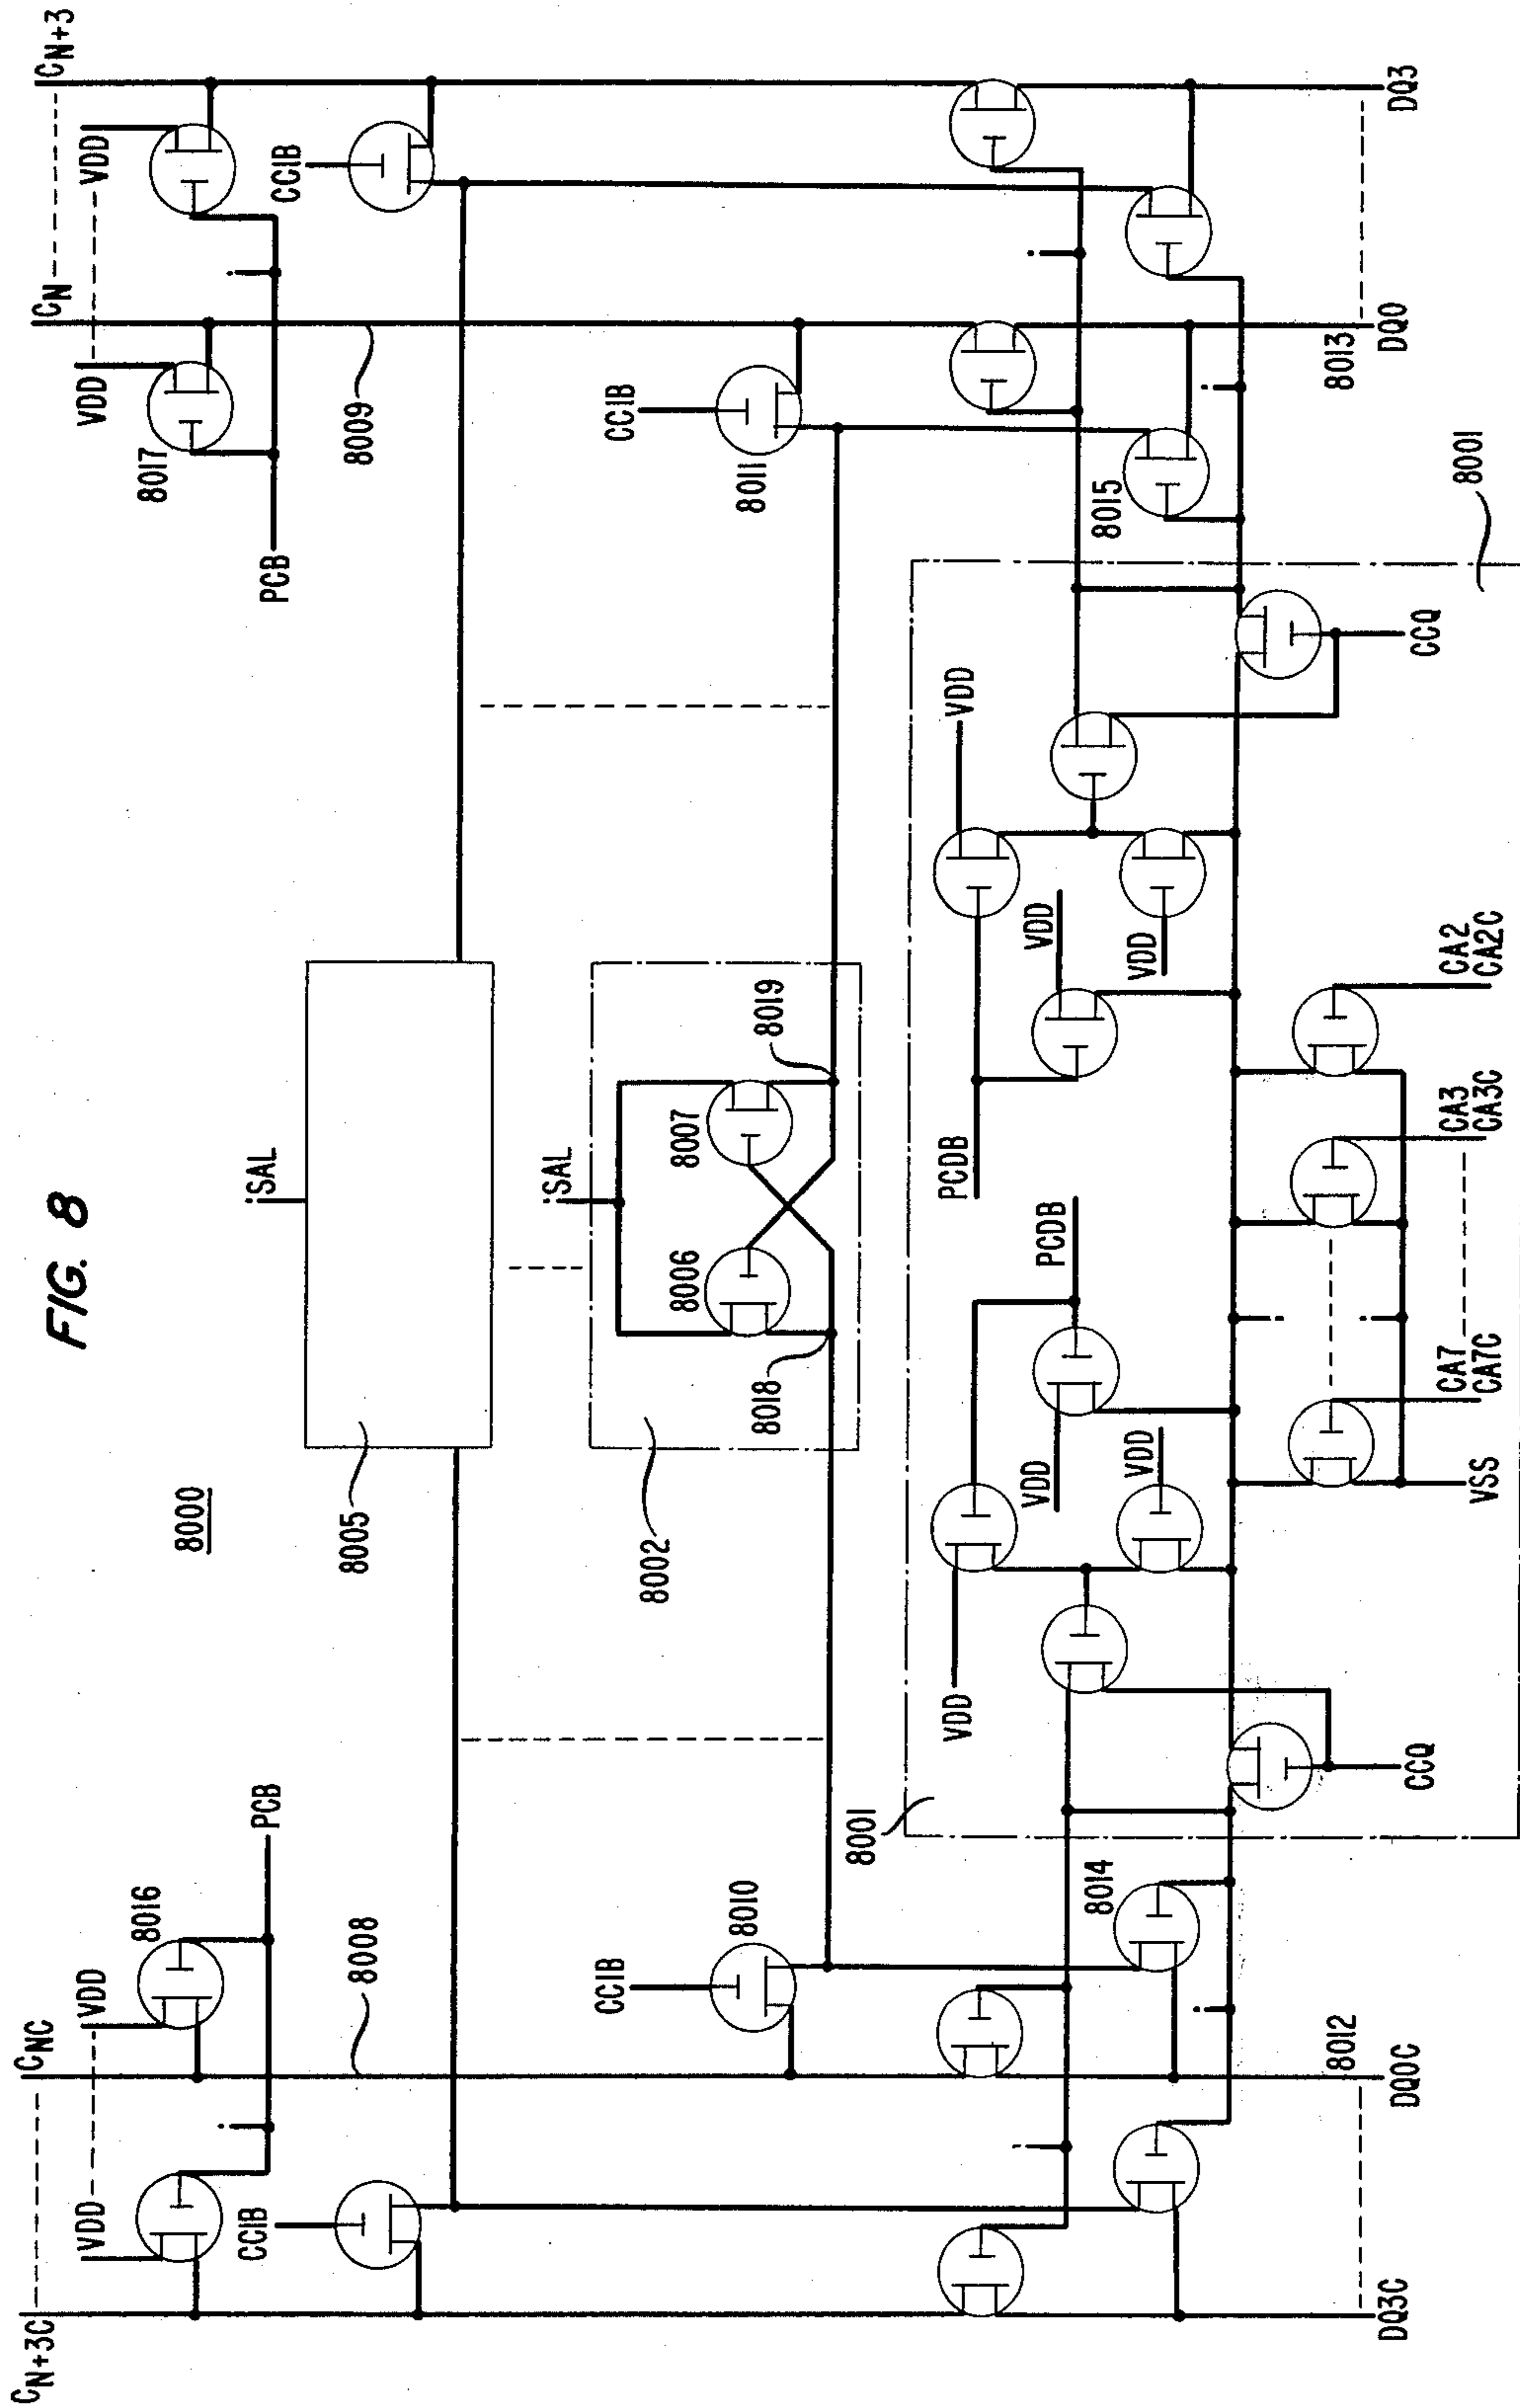 FIG. 8
8000
CN+3C
CNC
CN
CN+3
VDD
VDD
VDD
VDD
8016
8017
PCB
SAL
PCB
CCIB
CCIB
8005
8008
8009
SAL
CCIB
CCIB
8002
8006
8007
8010
8011
8018
8019
8001
VDD
PCDB
PCDB
VDD
VDD
VDD
VDD
VDD
8014
8015
8001
CCQ
CCQ
DQ3C
DQ0C
8012
VSS
CA7
CA7C
CA3
CA3C
CA2
CA2C
8013
DQ0
DQ3